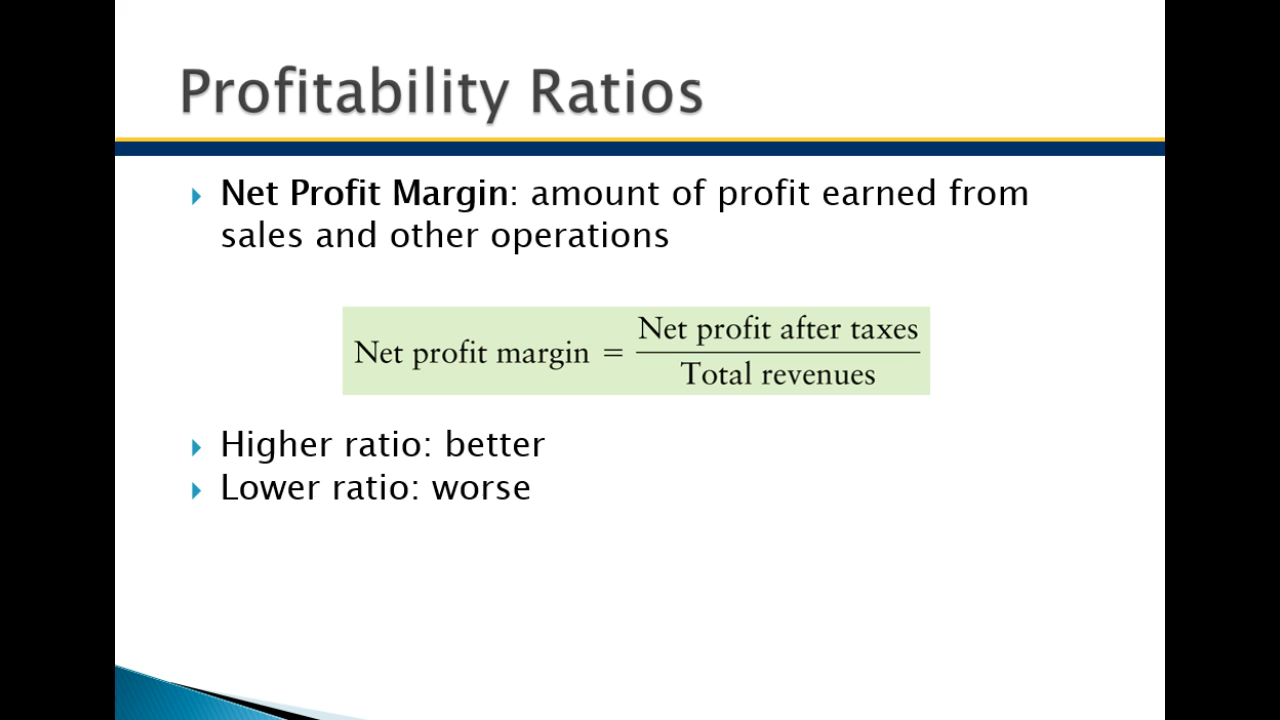 Profitability Ratios
Net Profit Margin: amount of profit earned from
sales and other operations
Net profit margin = Net profit after taxes
Total revenues
Higher ratio: better
Lower ratio: worse